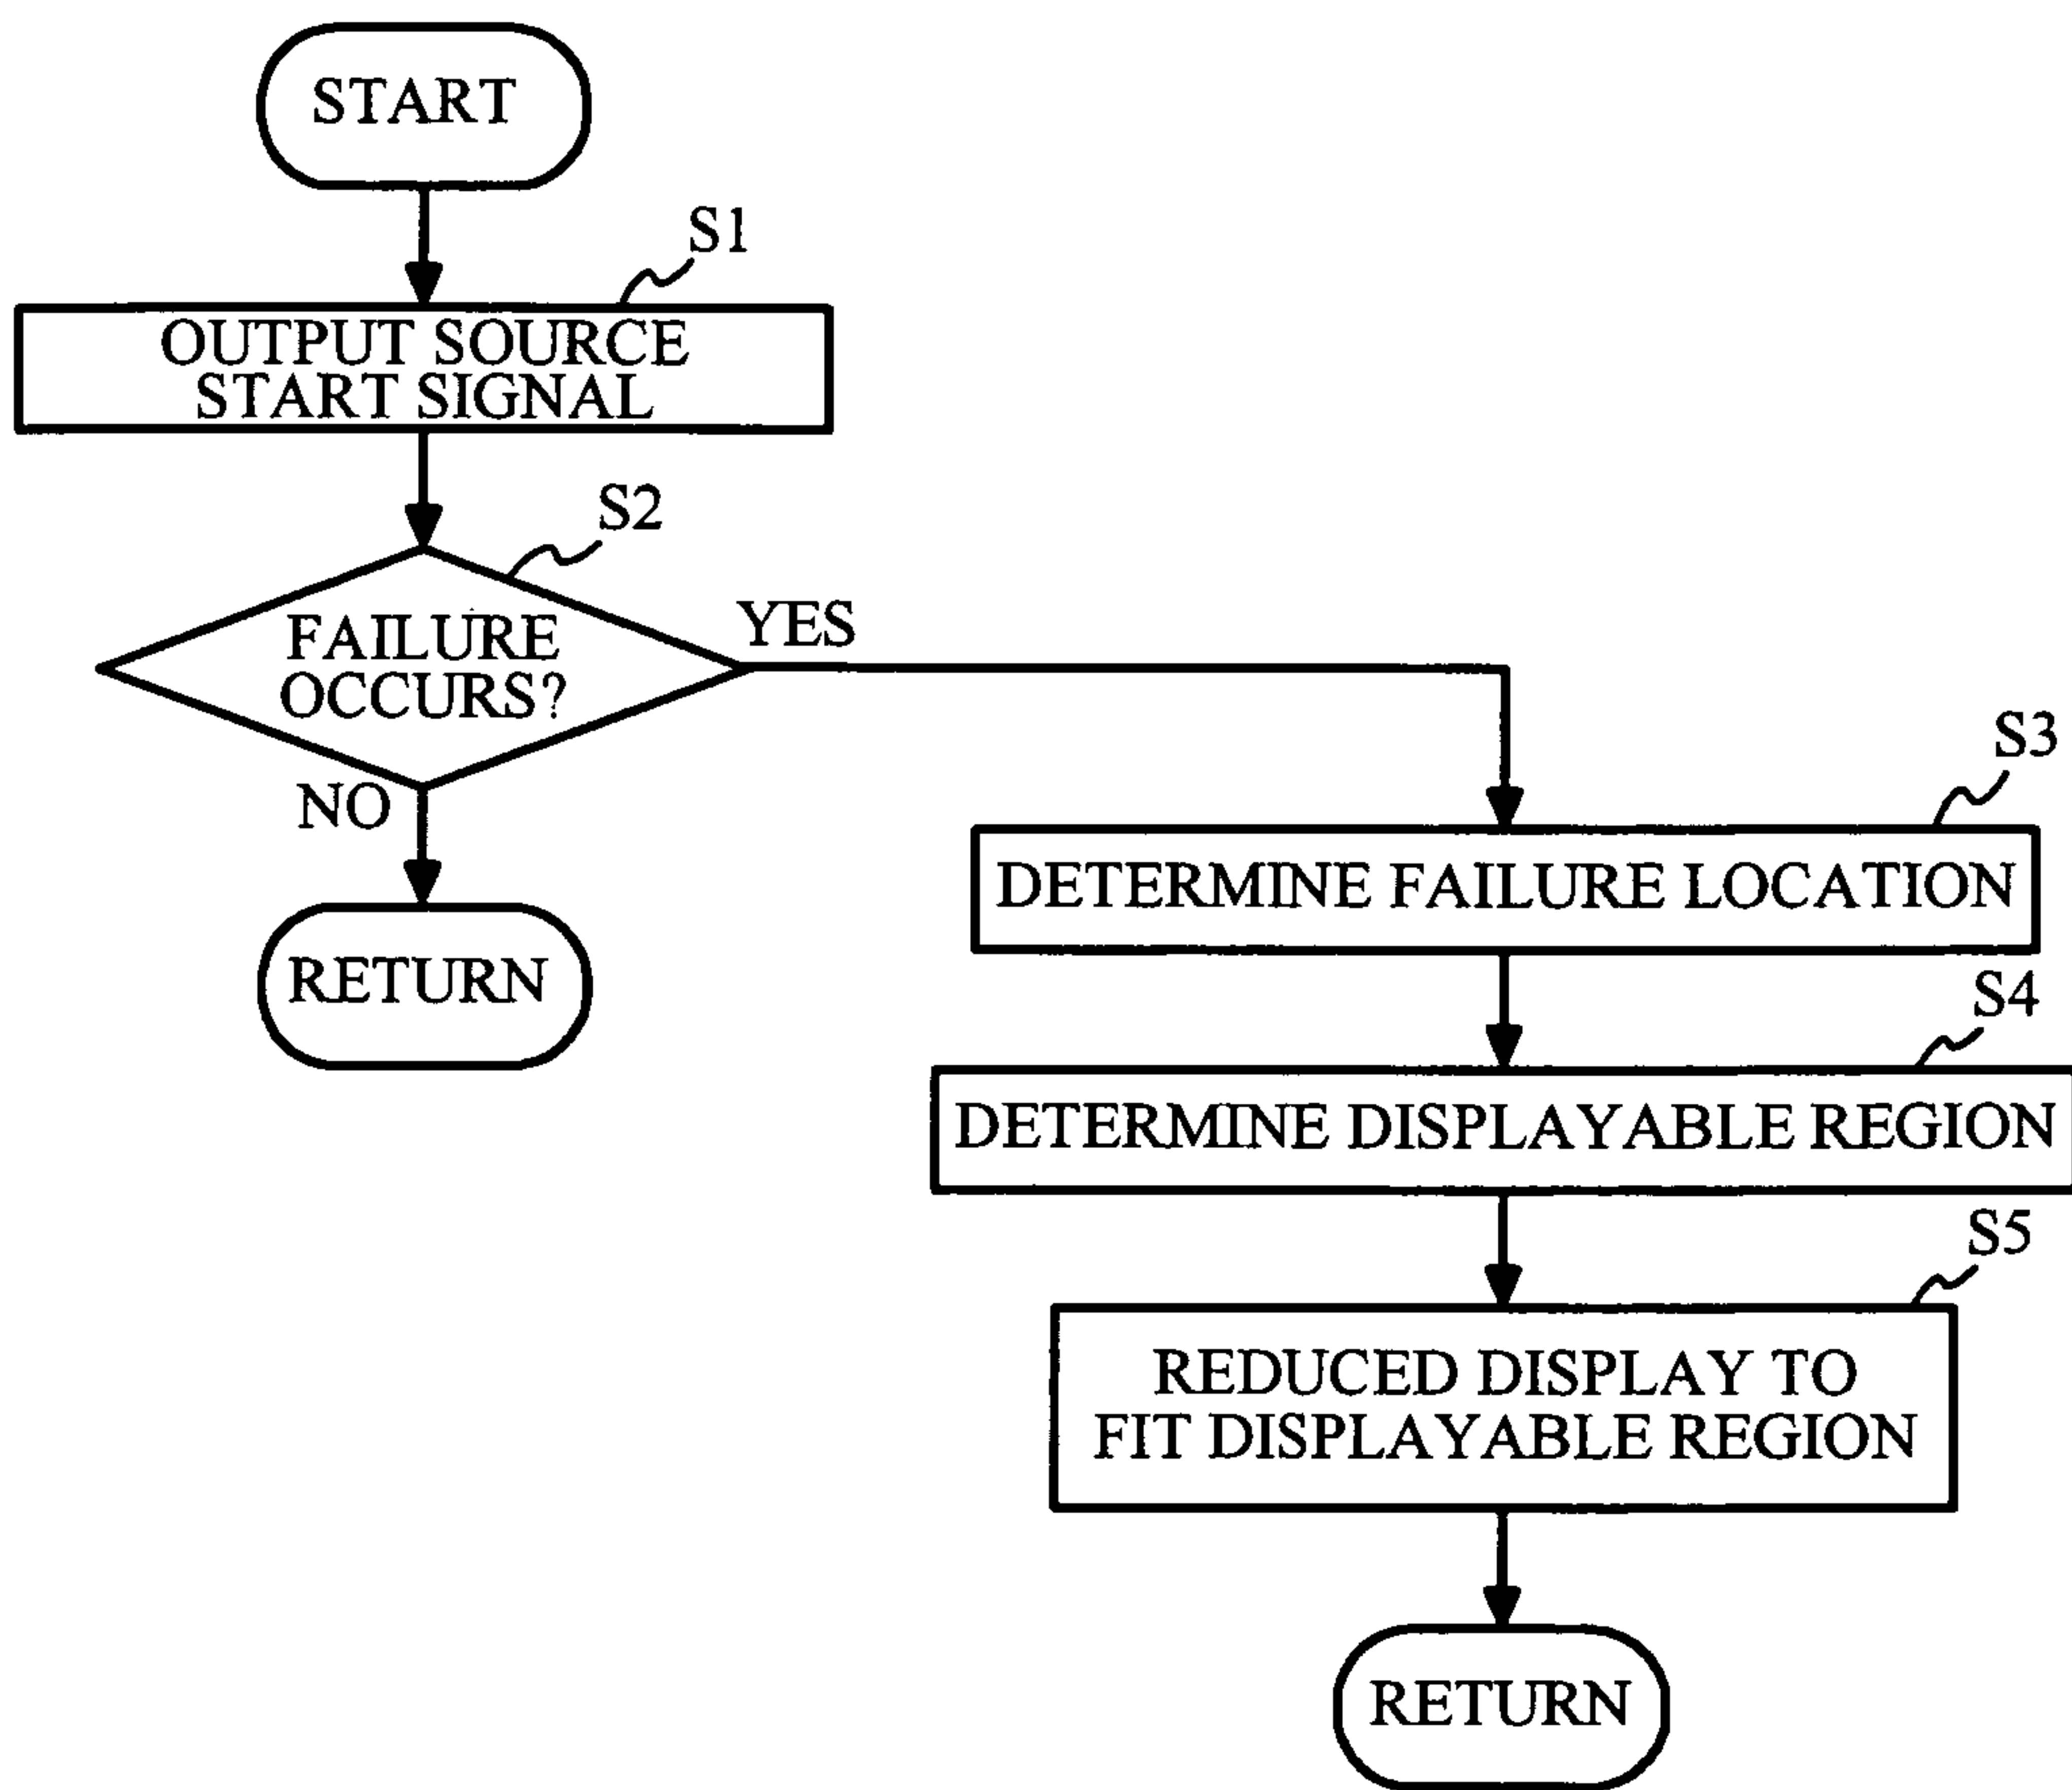 START
S1
OUTPUT SOURCE
START SIGNAL
S2
FAILURE
OCCURS?
YES
NO
RETURN
S3
DETERMINE FAILURE LOCATION
S4
DETERMINE DISPLAYABLE REGION
S5
REDUCED DISPLAY TO
FIT DISPLAYABLE REGION
RETURN